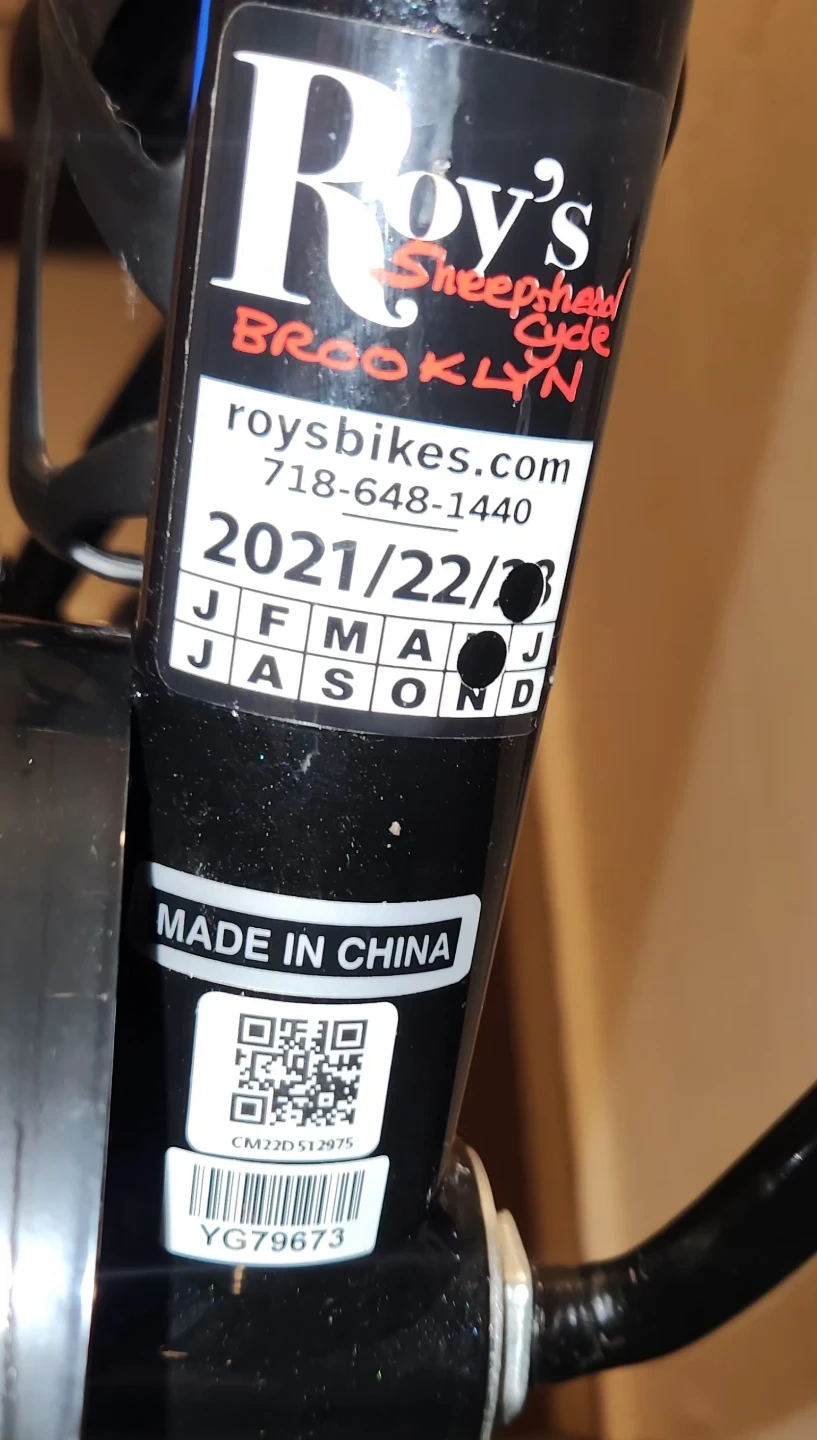 Roy's
Sheepshead
Cycle
BROOKLYN
roysbikes.com
718-648-1440
2021/22/
J F M A J
J A S O N D
MADE IN CHINA
CM22D512975
YG79673